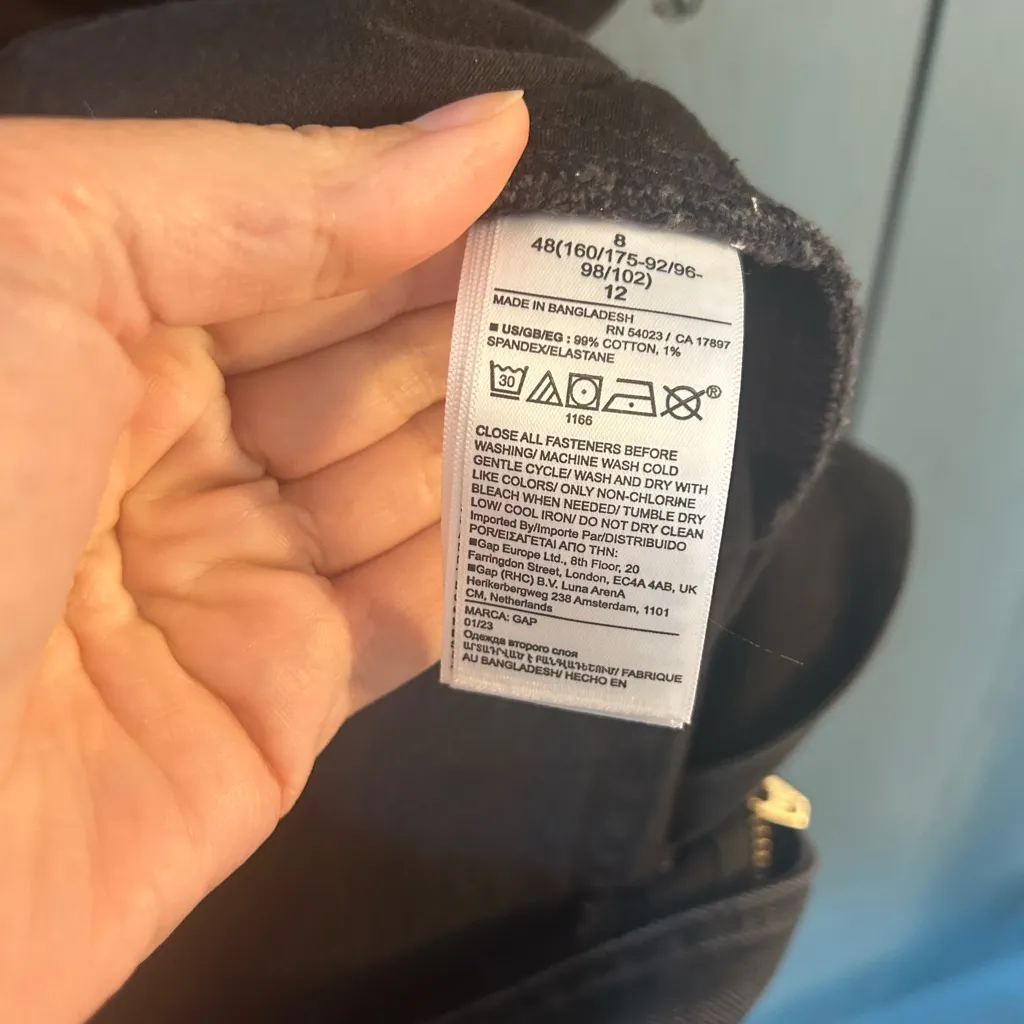 8
48(160/175-92/96-
98/102)
12
MADE IN BANGLADESH
RN 54023 / CA 17897
■ US/GB/EG : 99% COTTON, 1%
SPANDEX/ELASTANE
30
®
1166
CLOSE ALL FASTENERS BEFORE
WASHING/ MACHINE WASH COLD
GENTLE CYCLE/ WASH AND DRY WITH
LIKE COLORS/ ONLY NON-CHLORINE
BLEACH WHEN NEEDED/ TUMBLE DRY
LOW/ COOL IRON/ DO NOT DRY CLEAN
Imported By/Importe Par/DISTRIBUIDO
POR/ΕΙΣΑΓΕΤΑΙ ΑΠΟ ΤΗΝ:
■Gap Europe Ltd., 8th Floor, 20
Farringdon Street, London, EC4A 4AB, UK
■Gap (RHC) B.V. Luna ArenA
Herikerbergweg 238 Amsterdam, 1101
CM, Netherlands
MARCA: GAP
01/23
Одежда второго слоя
ԱՐՏԱԴՐՎԱԾ Է ԲԱՆԳԼԱԴԵՇՈՒՄ/ FABRIQUE
AU BANGLADESH/ HECHO EN